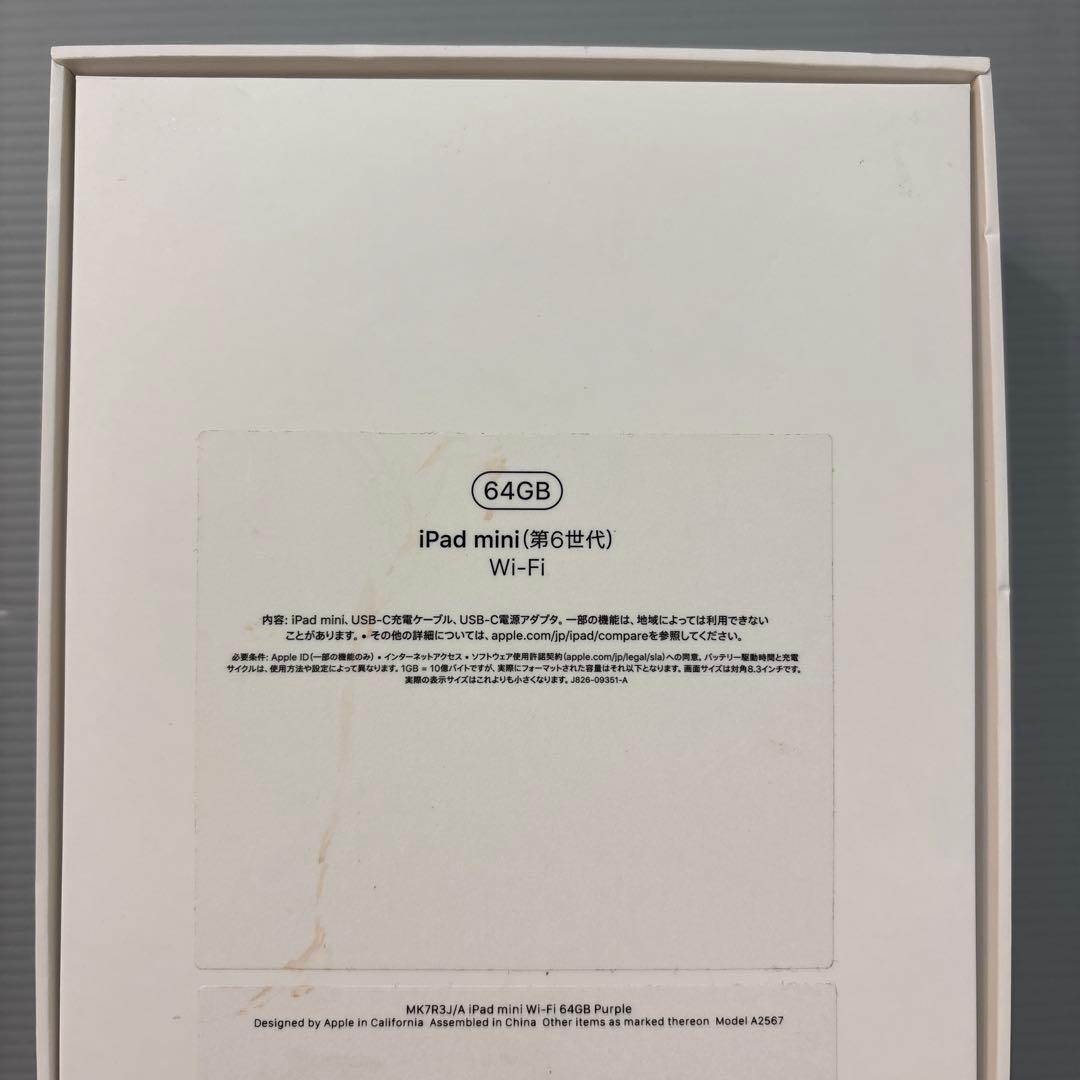 64GB
iPad mini(第6世代)
Wi-Fi
内容: iPad mini、USB-C充電ケーブル、USB-C電源アダプタ。一部の機能は、地域によっては利用できない
ことがあります。• その他の詳細については、apple.com/jp/ipad/compareを参照してください。
必要条件: Apple ID(一部の機能のみ) • インターネットアクセス • ソフトウェア使用許諾契約(apple.com/jp/legal/sla)への同意。バッテリー駆動時間と充電
サイクルは、使用方法や設定によって異なります。1GB = 10億バイトですが、実際にフォーマットされた容量はそれ以下となります。画面サイズは対角8.3インチです。
実際の表示サイズはこれよりも小さくなります。J826-09351-A
MK7R3J/A iPad mini Wi-Fi 64GB Purple
Designed by Apple in California Assembled in China Other items as marked thereon Model A2567